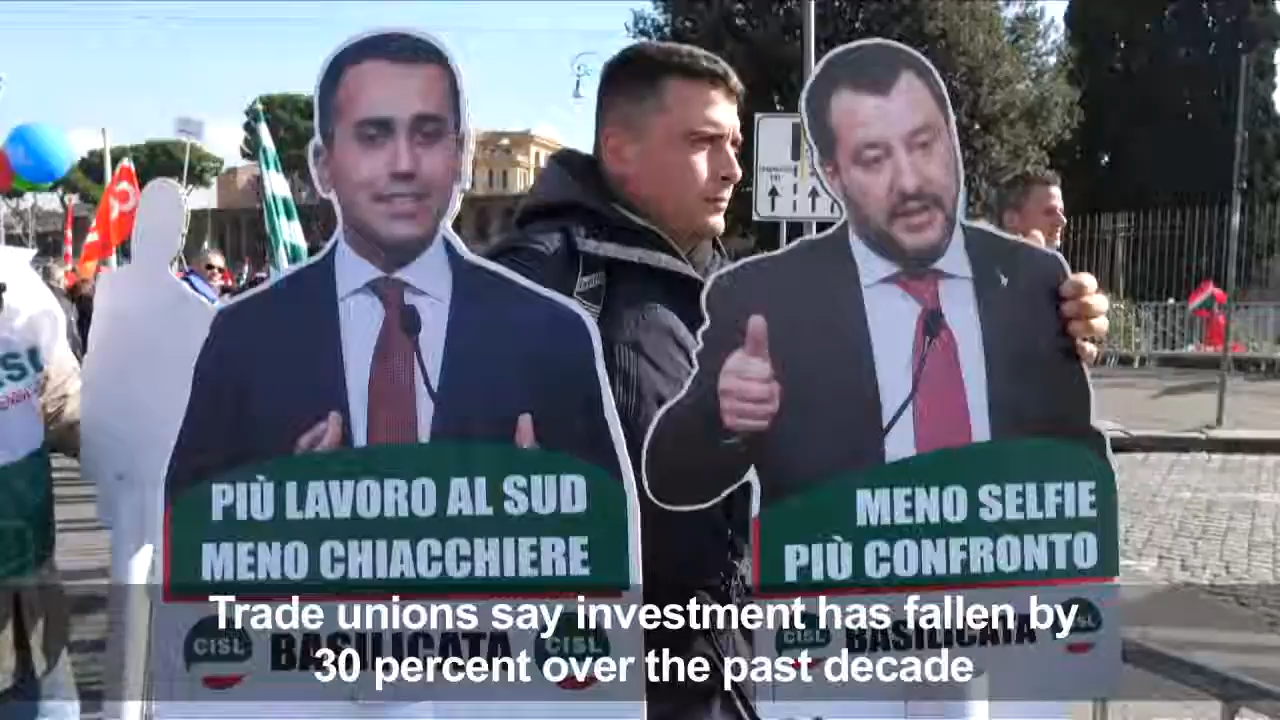 PIÙ LAVORO AL SUD
MENO CHIACCHIERE
MENO SELFIE
PIÙ CONFRONTO
CISL BASILICATA CISL
CISL BASILICATA
Trade unions say investment has fallen by
30 percent over the past decade